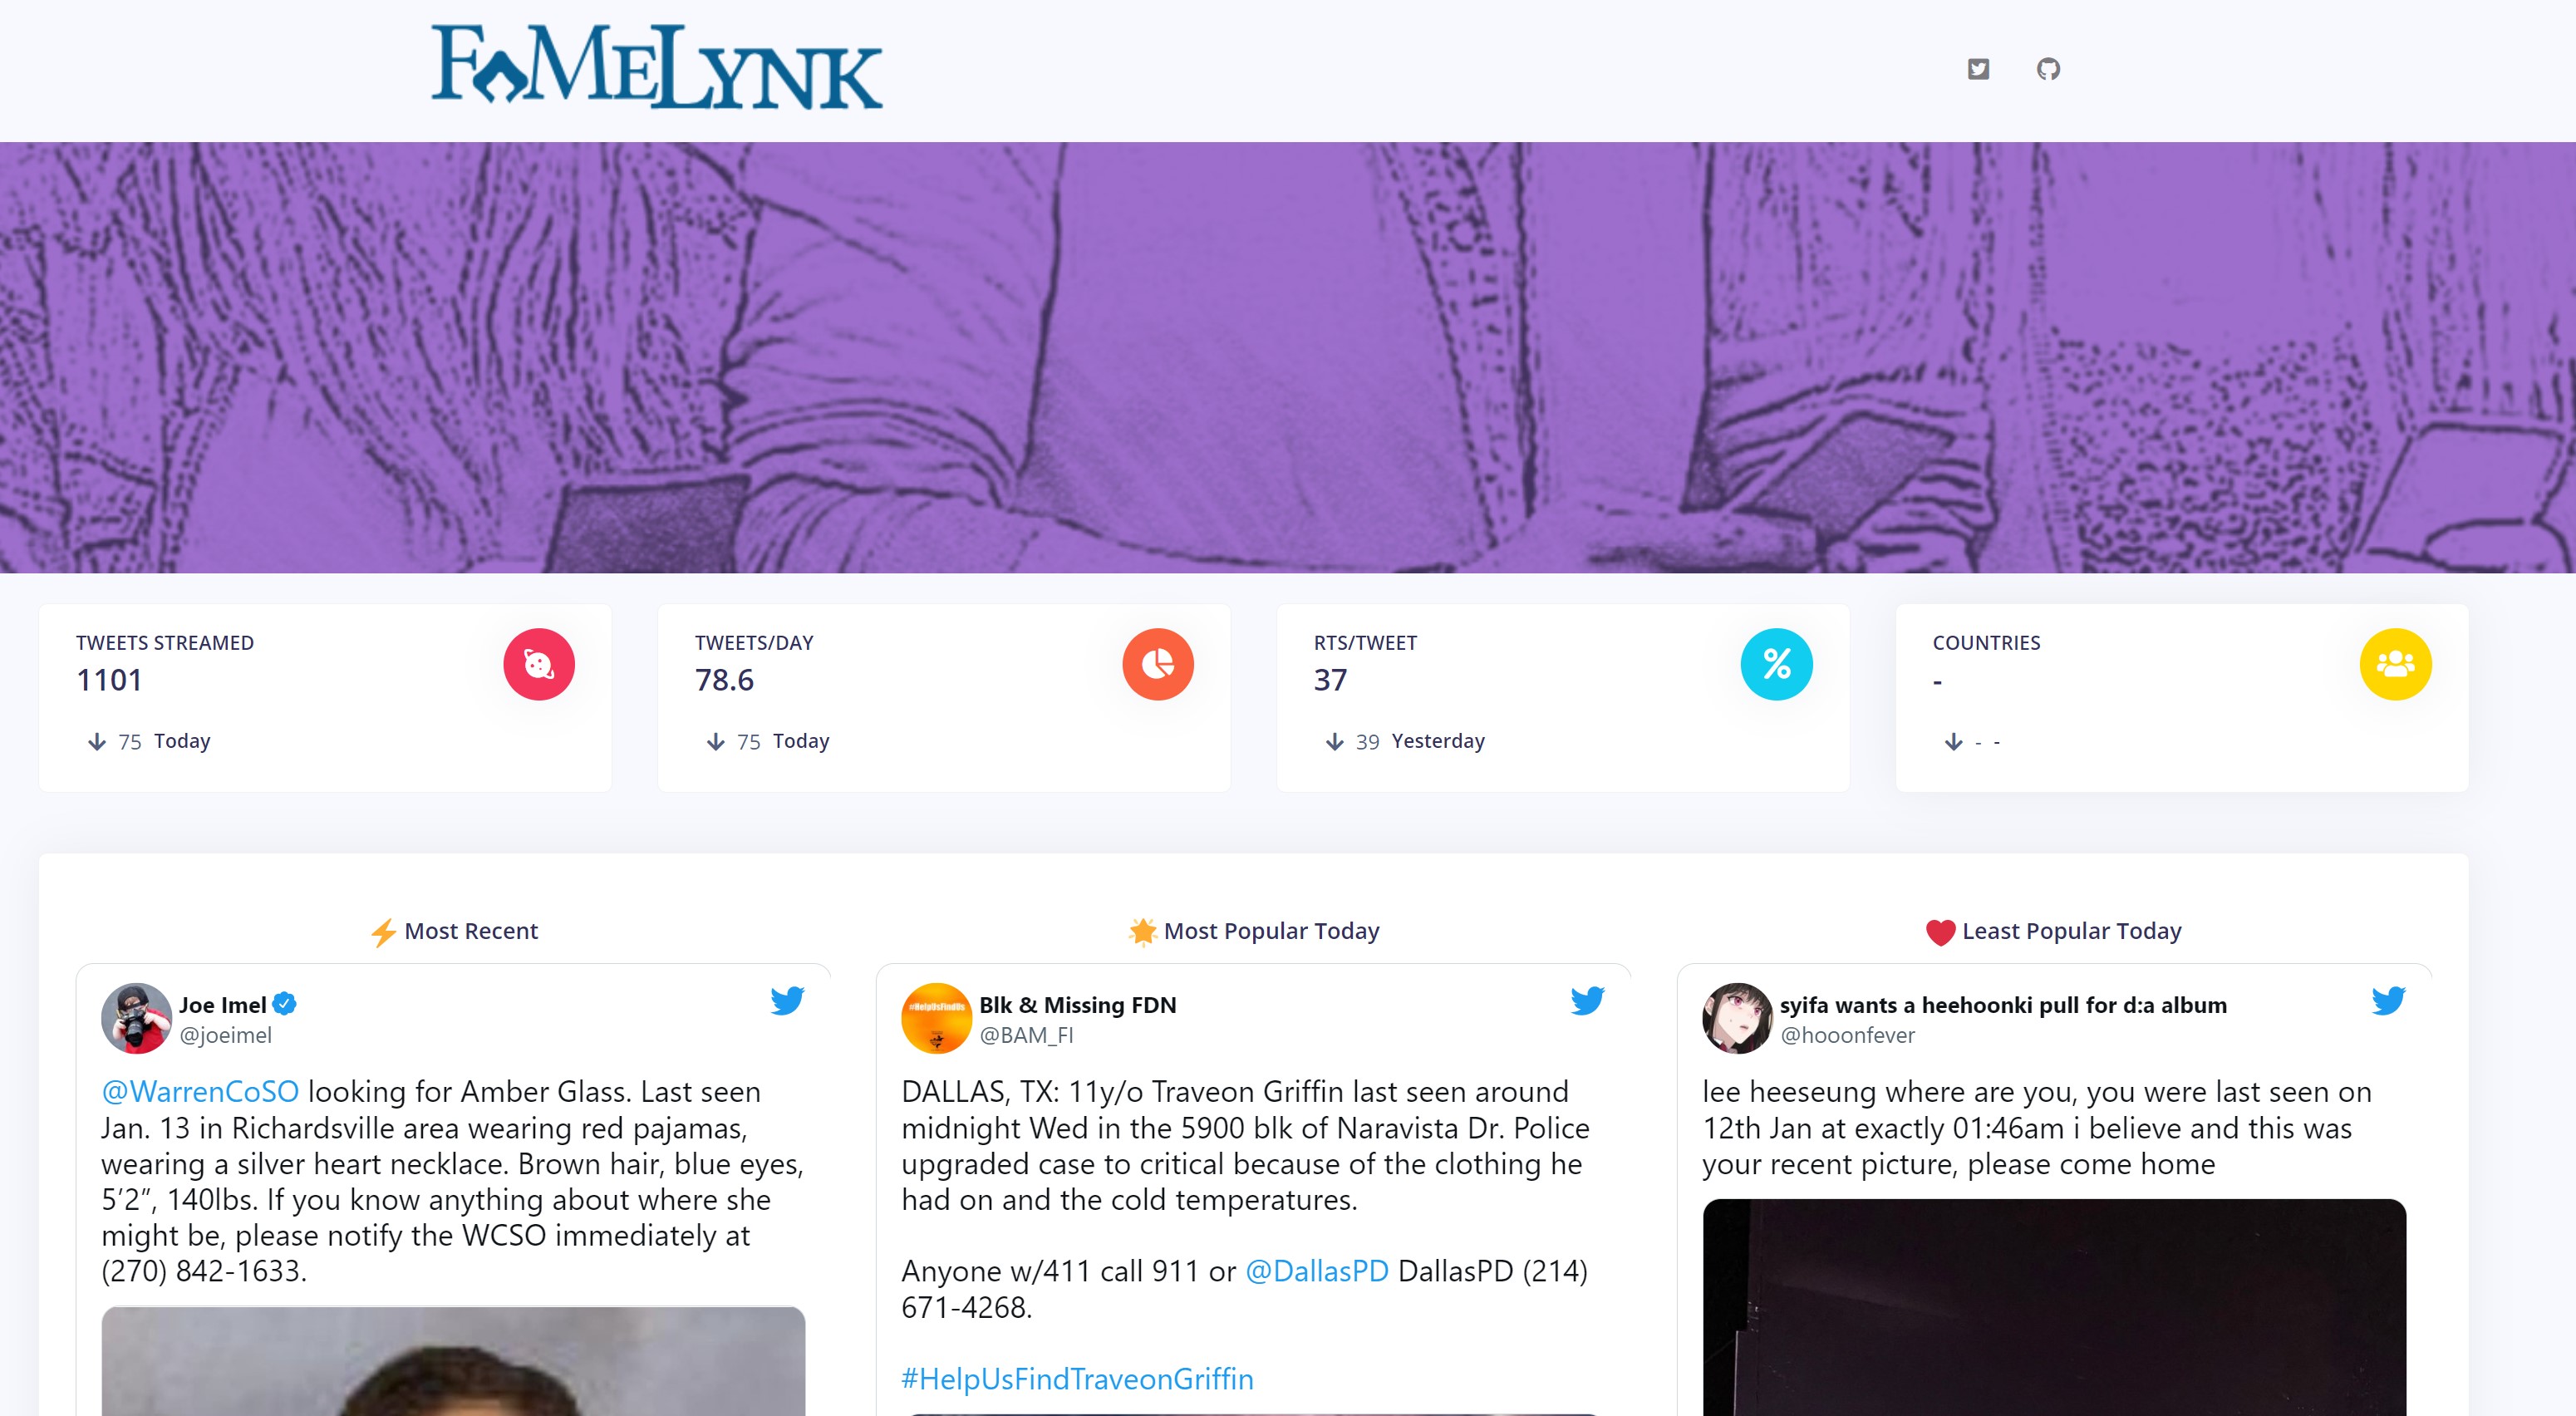 FAMELYNK
TWEETS STREAMED
1101
75 Today
TWEETS/DAY
78.6
75 Today
RTS/TWEET
37
39 Yesterday
COUNTRIES
-
- -
Most Recent
Joe Imel
@joeimel
@WarrenCoSO looking for Amber Glass. Last seen
Jan. 13 in Richardsville area wearing red pajamas,
wearing a silver heart necklace. Brown hair, blue eyes,
5’2”, 140lbs. If you know anything about where she
might be, please notify the WCSO immediately at
(270) 842-1633.
Most Popular Today
#HelpUsFindUs
Blk & Missing FDN
@BAM_FI
DALLAS, TX: 11y/o Traveon Griffin last seen around
midnight Wed in the 5900 blk of Naravista Dr. Police
upgraded case to critical because of the clothing he
had on and the cold temperatures.
Anyone w/411 call 911 or @DallasPD DallasPD (214)
671-4268.
#HelpUsFindTraveonGriffin
Least Popular Today
syifa wants a heehoonki pull for d:a album
@hooonfever
lee heeseung where are you, you were last seen on
12th Jan at exactly 01:46am i believe and this was
your recent picture, please come home